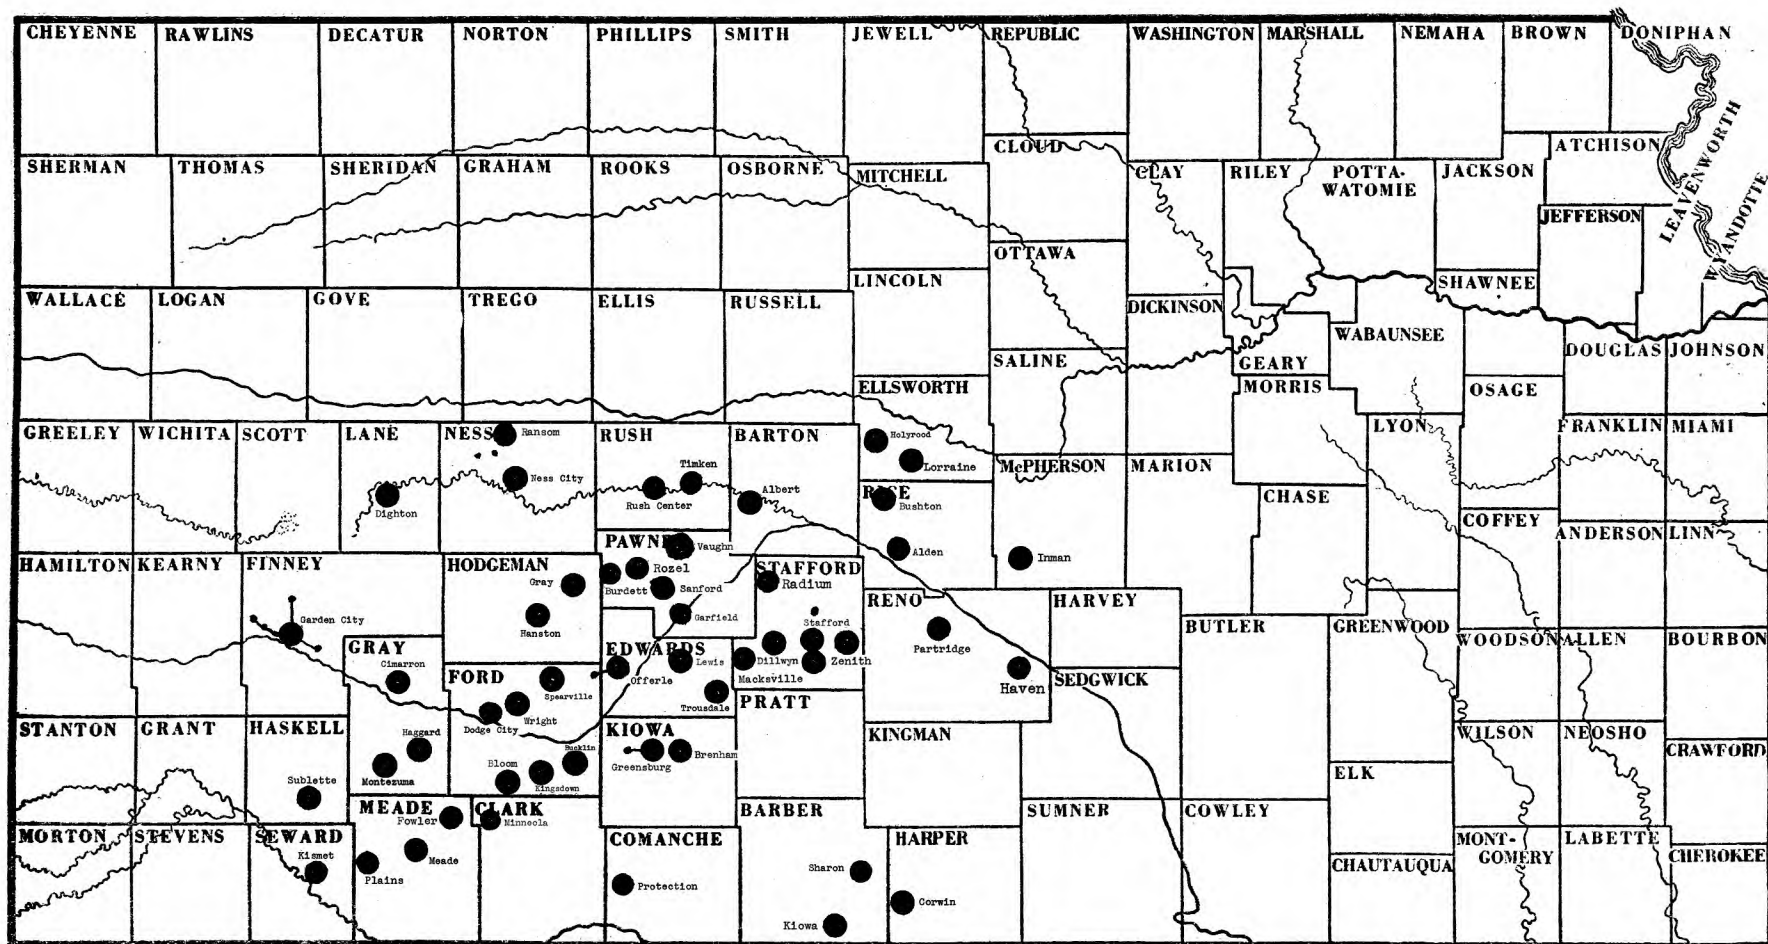 CHEYENNE
RAWLINS
DECATUR
NORTON
PHILLIPS
SMITH
JEWELL
REPUBLIC
WASHINGTON
MARSHALL
NEMAHA
BROWN
DONIPHAN
SHERMAN
THOMAS
SHERIDAN
GRAHAM
ROOKS
OSBORNE
MITCHELL
CLOUD
CLAY
RILEY
POTTA-
WATOMIE
JACKSON
ATCHISON
JEFFERSON
LEAVENWORTH
WYANDOTTE
WALLACE
LOGAN
GOVE
TREGO
ELLIS
RUSSELL
LINCOLN
OTTAWA
DICKINSON
SHAWNEE
GEARY
WABAUNSEE
DOUGLAS
JOHNSON
ELLSWORTH
SALINE
MORRIS
OSAGE
GREELEY
WICHITA
SCOTT
LANE
NESS
Ransom
RUSH
BARTON
Holyrood
Lorraine
McPHERSON
MARION
LYON
FRANKLIN
MIAMI
Dighton
Ness City
Timken
Rush Center
Albert
RICE
Bushton
CHASE
COFFEY
ANDERSON
LINN
HAMILTON
KEARNY
FINNEY
HODGEMAN
PAWNEE
Vaughn
Alden
Inman
Gray
Burdett
Rozel
Sanford
STAFFORD
Radium
RENO
HARVEY
BUTLER
GREENWOOD
WOODSON
ALLEN
BOURBON
Garden City
Hanston
Garfield
Stafford
Partridge
GRAY
Cimarron
FORD
Spearville
EDWARDS
Offerle
Lewis
Dillwyn
Macksville
Zenith
Haven
SEDGWICK
Wright
Dodge City
Trousdale
PRATT
STANTON
GRANT
HASKELL
Haggard
Montezuma
Bucklin
Bloom
Kingsdown
KIOWA
Greensburg
Brenham
KINGMAN
WILSON
NEOSHO
CRAWFORD
ELK
Sublette
MEADE
Fowler
CLARK
Minneola
BARBER
SUMNER
COWLEY
MORTON
STEVENS
SEWARD
Kismet
Plains
Meade
COMANCHE
Protection
HARPER
Sharon
Corwin
Kiowa
CHAUTAUQUA
MONT-
GOMERY
LABETTE
CHEROKEE